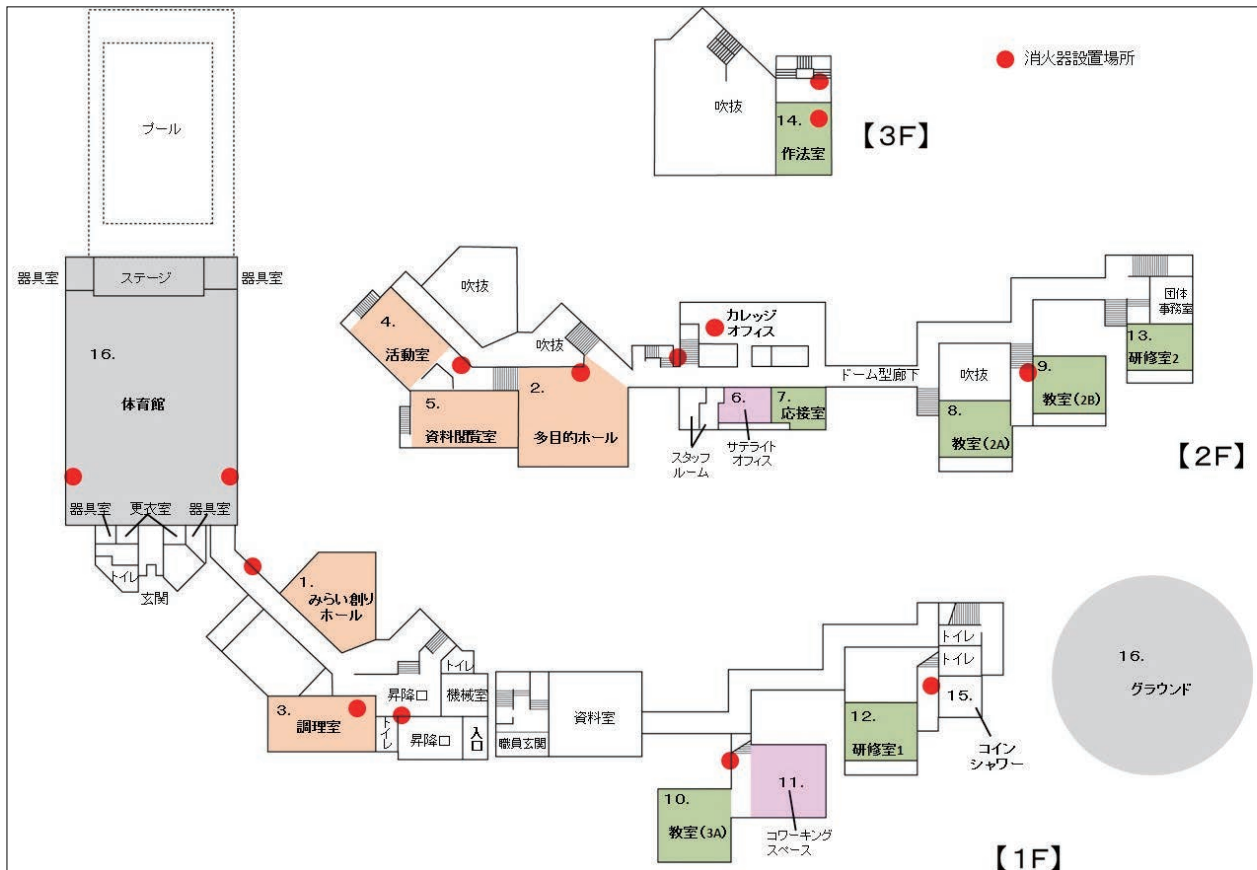 プール
吹抜
消火器設置場所
14.
作法室
【3F】
器具室
ステージ
器具室
16.
体育館
器具室
更衣室
器具室
トイレ
玄関
吹抜
4.
活動室
吹抜
5.
資料閲覧室
2.
多目的ホール
カレッジ
オフィス
スタッフ
ルーム
6.
サテライト
オフィス
7.
応接室
ドーム型廊下
吹抜
8.
教室(2A)
9.
教室(2B)
団体
事務室
13.
研修室2
【2F】
1.
みらい創り
ホール
3.
調理室
トイレ
昇降口
昇降口
トイレ
機械室
入口
職員玄関
資料室
10.
教室(3A)
11.
コワーキング
スペース
12.
研修室1
トイレ
トイレ
15.
コイン
シャワー
16.
グラウンド
【1F】